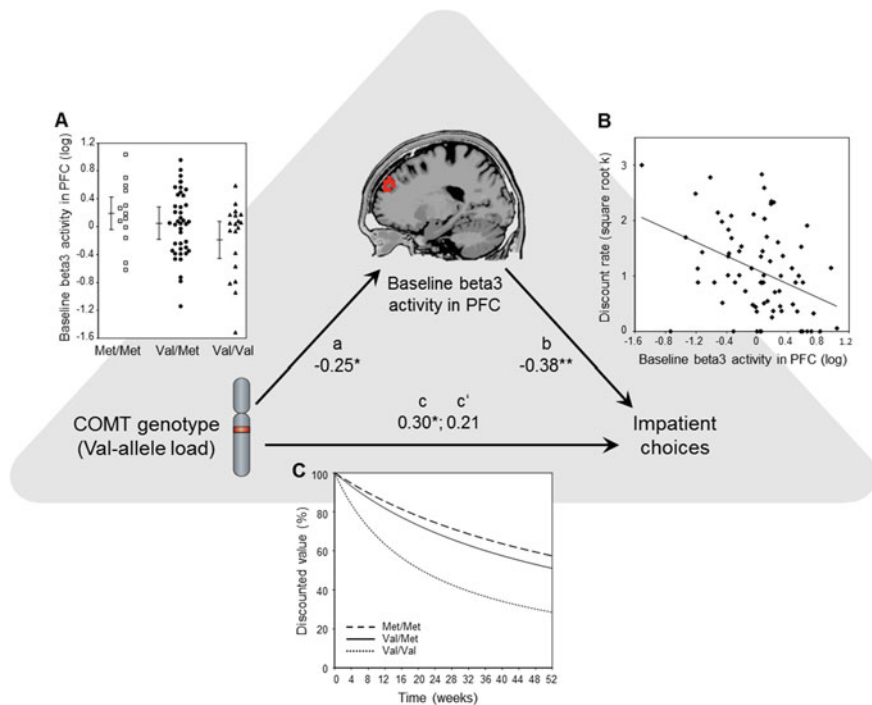 A
Baseline beta3 activity in PFC (log)
1.2
0.8
0.4
0
-0.4
-0.8
-1.2
-1.6
Met/Met Val/Met Val/Val
B
Discount rate (square root k)
3
2
1
0
-1.6 -1.2 -0.8 -0.4 0 0.4 0.8 1.2
Baseline beta3 activity in PFC (log)
Baseline beta3
activity in PFC
a
-0.25*
b
-0.38**
c c'
0.30*; 0.21
COMT genotype
(Val-allele load)
Impatient
choices
C
Discounted value (%)
100
80
60
40
20
0
Met/Met
Val/Met
Val/Val
0 4 8 12 16 20 24 28 32 36 40 44 48 52
Time (weeks)